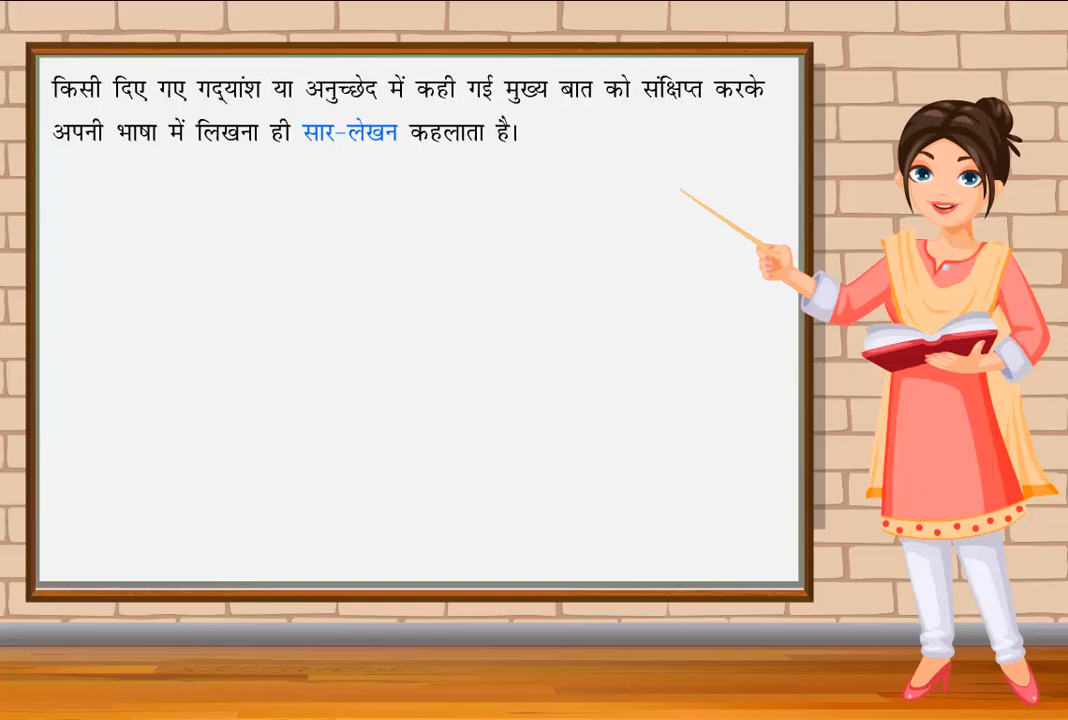 किसी दिए गए गद्‌यांश या अनुच्छेद में कही गई मुख्य बात को संक्षिप्त करके
अपनी भाषा में लिखना ही सार-लेखन कहलाता है।